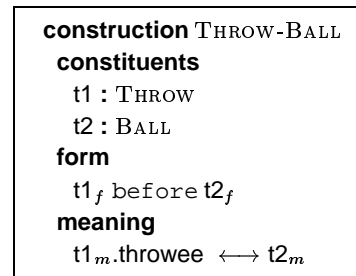 construction THROW-BALL
constituents
t1 : THROW
t2 : BALL
form
t1f before t2f
meaning
t1m.throwee ⟷ t2m